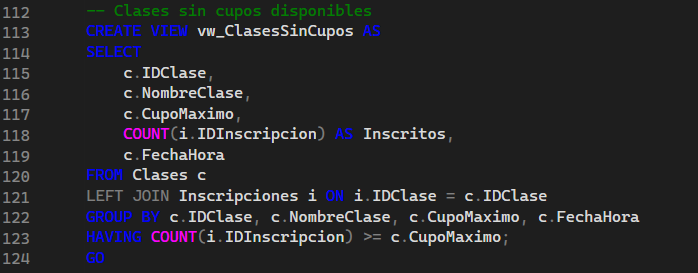 112 -- Clases sin cupos disponibles
113 CREATE VIEW vw_ClasesSinCupos AS
114 SELECT
115 c.IDClase,
116 c.NombreClase,
117 c.CupoMaximo,
118 COUNT(i.IDInscripcion) AS Inscritos,
119 c.FechaHora
120 FROM Clases c
121 LEFT JOIN Inscripciones i ON i.IDClase = c.IDClase
122 GROUP BY c.IDClase, c.NombreClase, c.CupoMaximo, c.FechaHora
123 HAVING COUNT(i.IDInscripcion) >= c.CupoMaximo;
124 GO